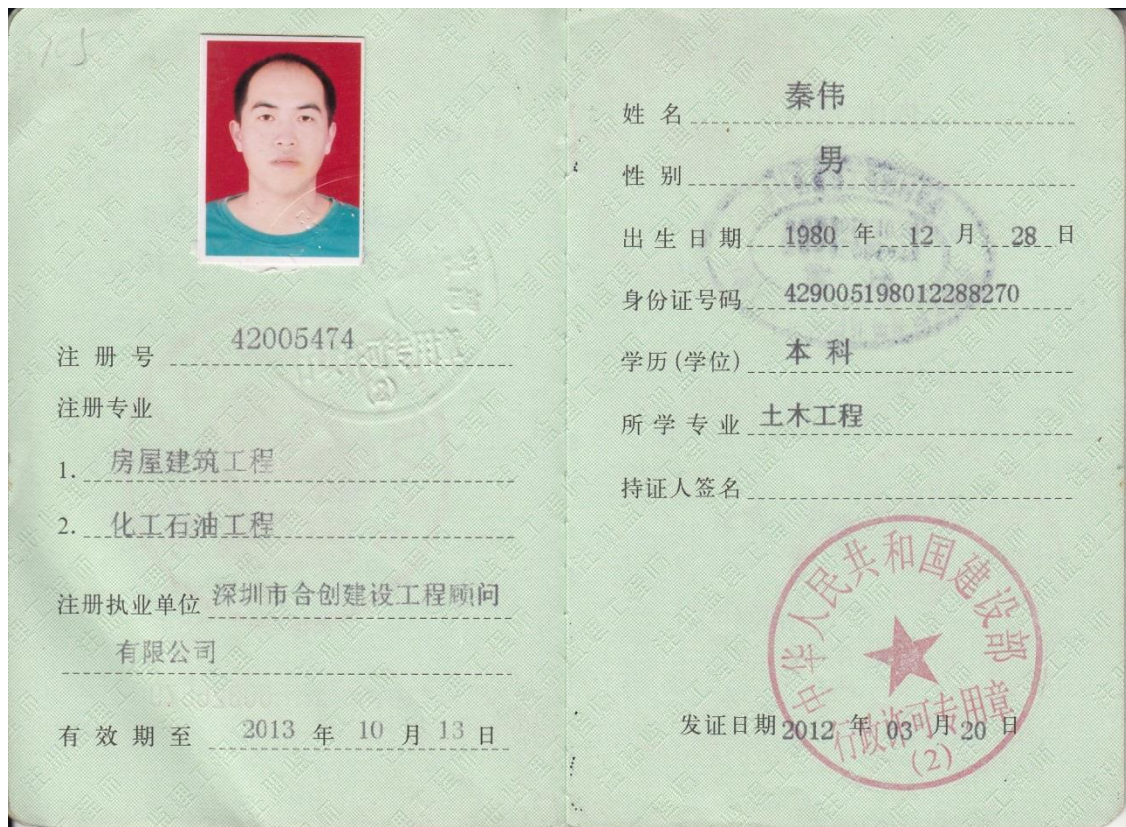 105
注册号 42005474
注册专业
1. 房屋建筑工程
2. 化工石油工程
注册执业单位 深圳市合创建设工程顾问
有限公司
有效期至 2013 年 10 月 13 日
姓名 秦伟
性别 男
出生日期 1980 年 12 月 28 日
身份证号码 429005198012288270
学历(学位) 本科
所学专业 土木工程
持证人签名
中华人民共和国建设部
行政许可专用章
(2)
发证日期 2012 年 03 月 20 日